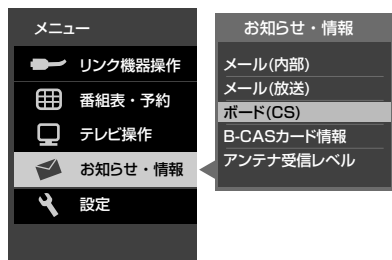 メニュー
リンク機器操作
番組表・予約
テレビ操作
お知らせ・情報
設定
お知らせ・情報
メール(内部)
メール(放送)
ボード(CS)
B-CASカード情報
アンテナ受信レベル